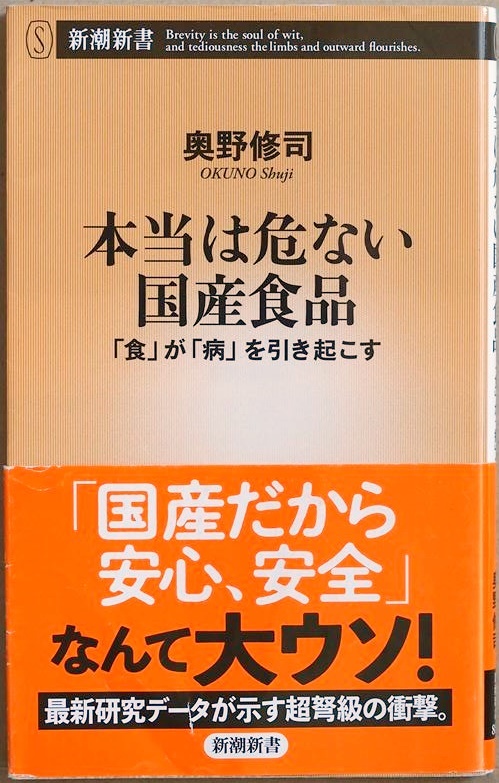 S 新潮新書
Brevity is the soul of wit,
and tediousness the limbs and outward flourishes.
奥野修司
OKUNO Shuji
本当は危ない
国産食品
「食」が「病」を引き起こす
「国産だから
安心、安全」
なんて大ウソ!
最新研究データが示す超弩級の衝撃。
新潮新書